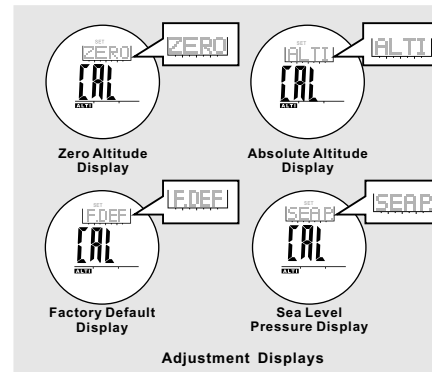 SET
ZERO
ZERO
CAL
ALTI
Zero Altitude
Display
SET
ALTI
ALTI
CAL
ALTI
Absolute Altitude
Display
SET
F.DEF
F.DEF
CAL
ALTI
Factory Default
Display
SET
SEA.P
SEA.P
CAL
ALTI
Sea Level
Pressure Display
Adjustment Displays